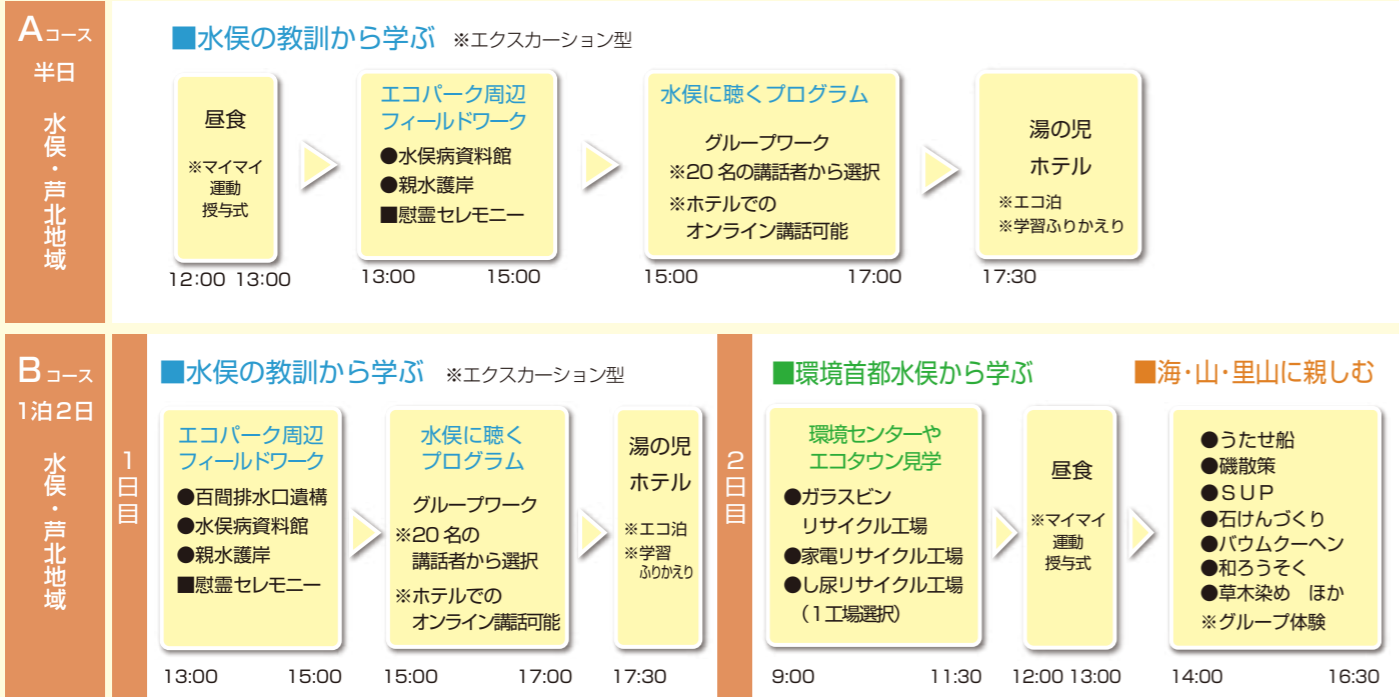 Aコース
半日
水俣・芦北地域
■水俣の教訓から学ぶ ※エクスカーション型
昼食
※マイマイ
運動
授与式
12:00 13:00
エコパーク周辺
フィールドワーク
●水俣病資料館
●親水護岸
■慰霊セレモニー
13:00 15:00
水俣に聴くプログラム
グループワーク
※20名の講話者から選択
※ホテルでの
オンライン講話可能
15:00 17:00
湯の児
ホテル
※エコ泊
※学習ふりかえり
17:30
Bコース
1泊2日
水俣・芦北地域
1日目
■水俣の教訓から学ぶ ※エクスカーション型
エコパーク周辺
フィールドワーク
●百間排水口遺構
●水俣病資料館
●親水護岸
■慰霊セレモニー
13:00 15:00
水俣に聴く
プログラム
グループワーク
※20名の
講話者から選択
※ホテルでの
オンライン講話可能
15:00 17:00
湯の児
ホテル
※エコ泊
※学習
ふりかえり
17:30
2日目
■環境首都水俣から学ぶ
環境センターや
エコタウン見学
●ガラスビン
リサイクル工場
●家電リサイクル工場
●し尿リサイクル工場
（1工場選択）
9:00 11:30
昼食
※マイマイ
運動
授与式
12:00 13:00
■海・山・里山に親しむ
●うたせ船
●磯散策
●SUP
●石けんづくり
●バウムクーヘン
●和ろうそく
●草木染め ほか
※グループ体験
14:00 16:30